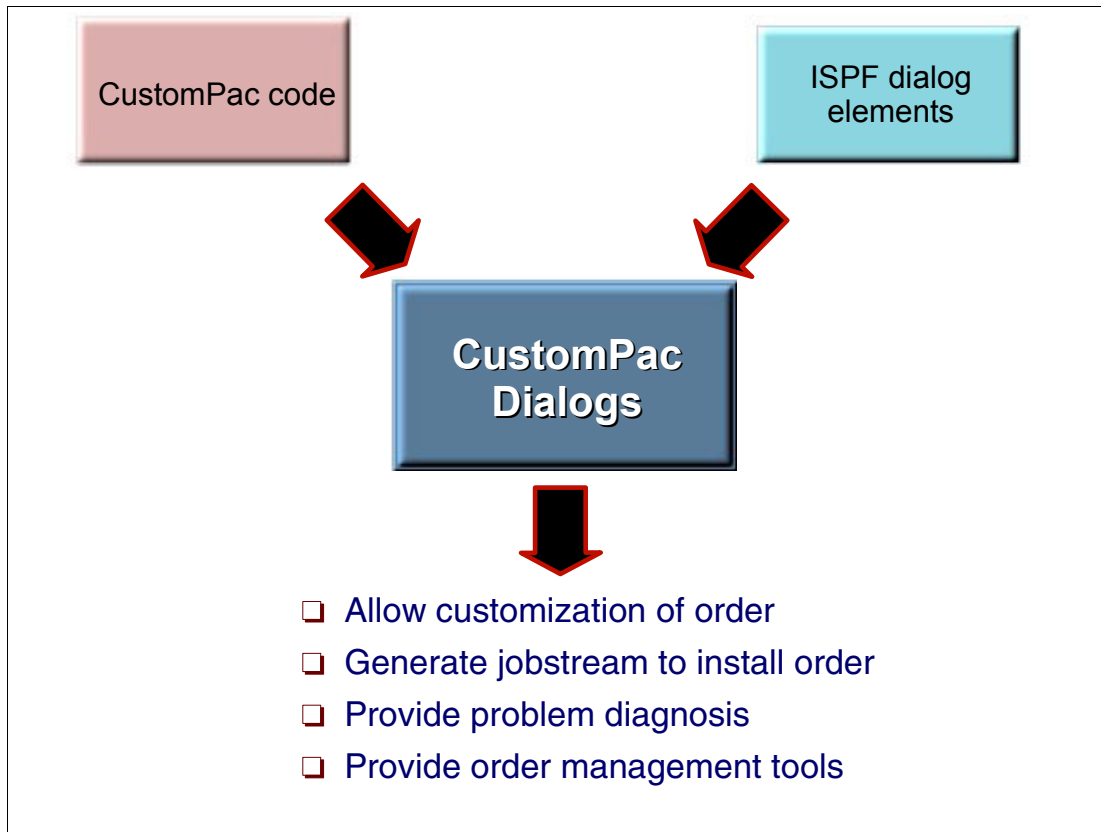 CustomPac code
ISPF dialog
elements
CustomPac
Dialogs
❏ Allow customization of order
❏ Generate jobstream to install order
❏ Provide problem diagnosis
❏ Provide order management tools